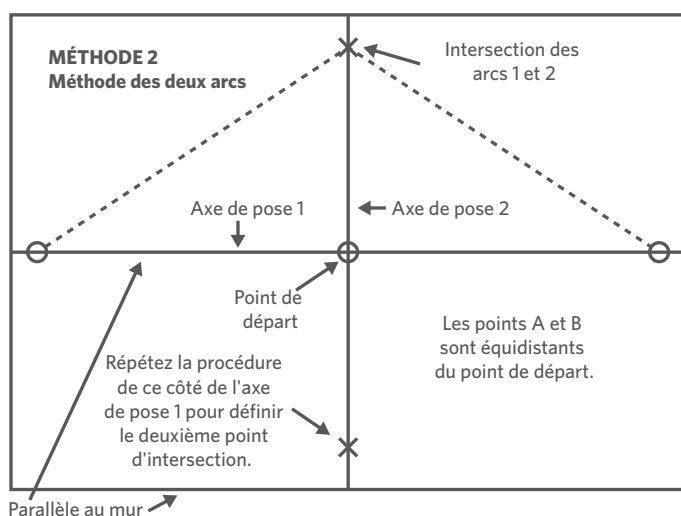 MÉTHODE 2
Méthode des deux arcs
Intersection des
arcs 1 et 2
Axe de pose 1
Axe de pose 2
Point de
départ
Les points A et B
sont équidistants
du point de départ.
Répétez la procédure
de ce côté de l'axe
de pose 1 pour définir
le deuxième point
d'intersection.
Parallèle au mur